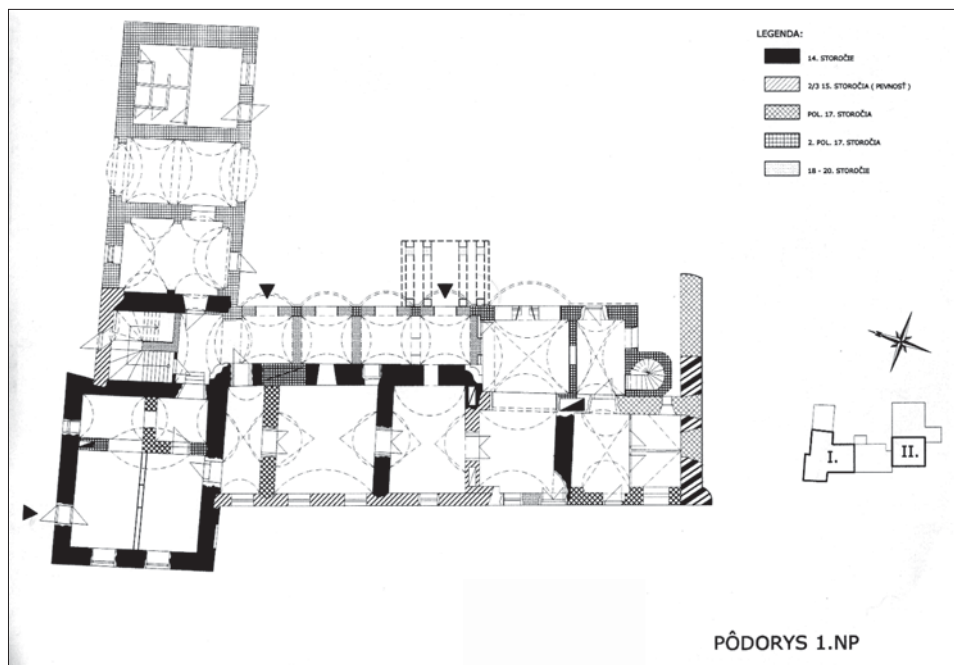 LEGENDA:
14. STOROČIE
2/3 15. STOROČIA ( PEVNOSŤ )
POL. 17. STOROČIA
2. POL. 17. STOROČIA
18 - 20. STOROČIE
I.
II.
PÔDORYS 1.NP